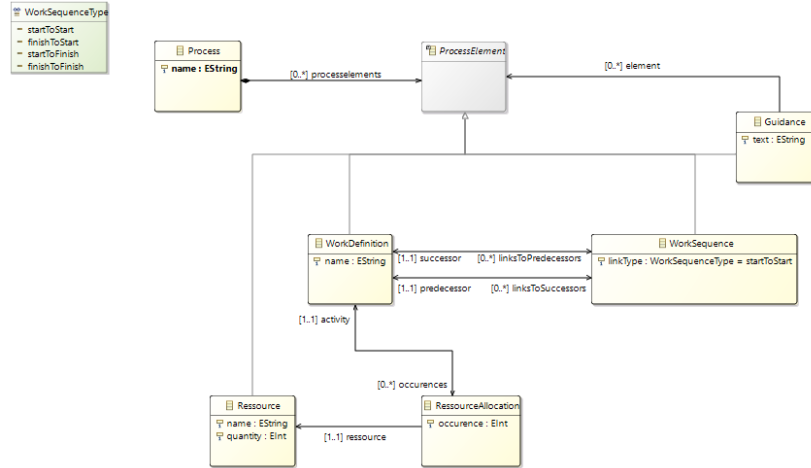 WorkSequenceType
startToStart
finishToStart
startToFinish
finishToFinish
Process
name : EString
[0..*] processelements
ProcessElement
[0..*] element
Guidance
text : EString
WorkDefinition
name : EString
[1..1] successor
[0..*] linksToPredecessors
[1..1] predecessor
[0..*] linksToSuccessors
WorkSequence
linkType : WorkSequenceType = startToStart
[1..1] activity
[0..*] occurences
Ressource
name : EString
quantity : EInt
[1..1] ressource
RessourceAllocation
occurence : EInt